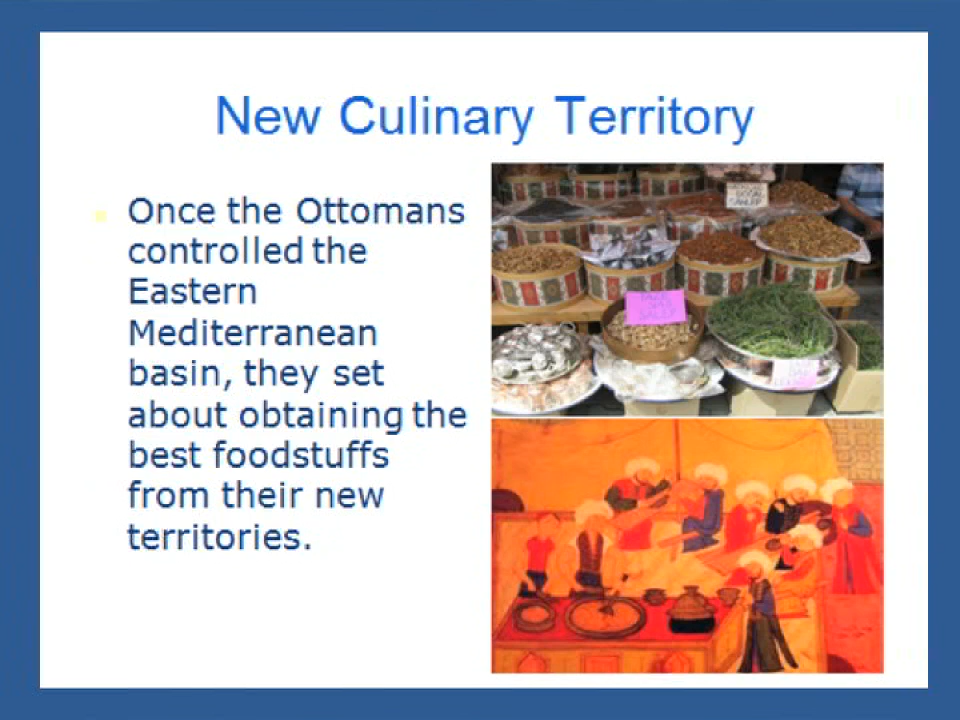 New Culinary Territory
Once the Ottomans
controlled the
Eastern
Mediterranean
basin, they set
about obtaining the
best foodstuffs
from their new
territories.